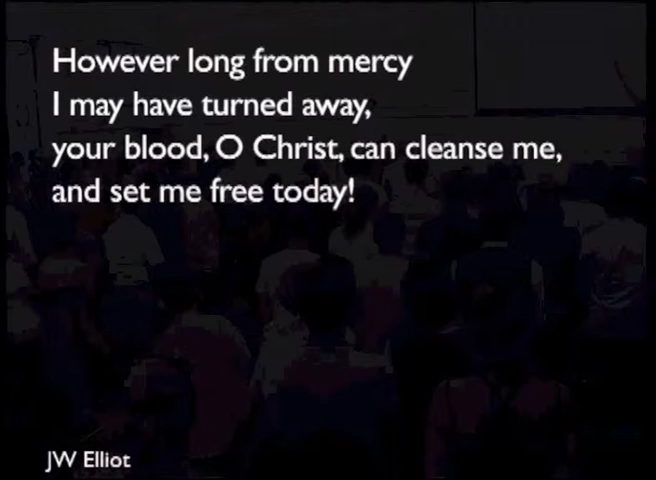 However long from mercy
I may have turned away,
your blood, O Christ, can cleanse me,
and set me free today!
JW Elliot